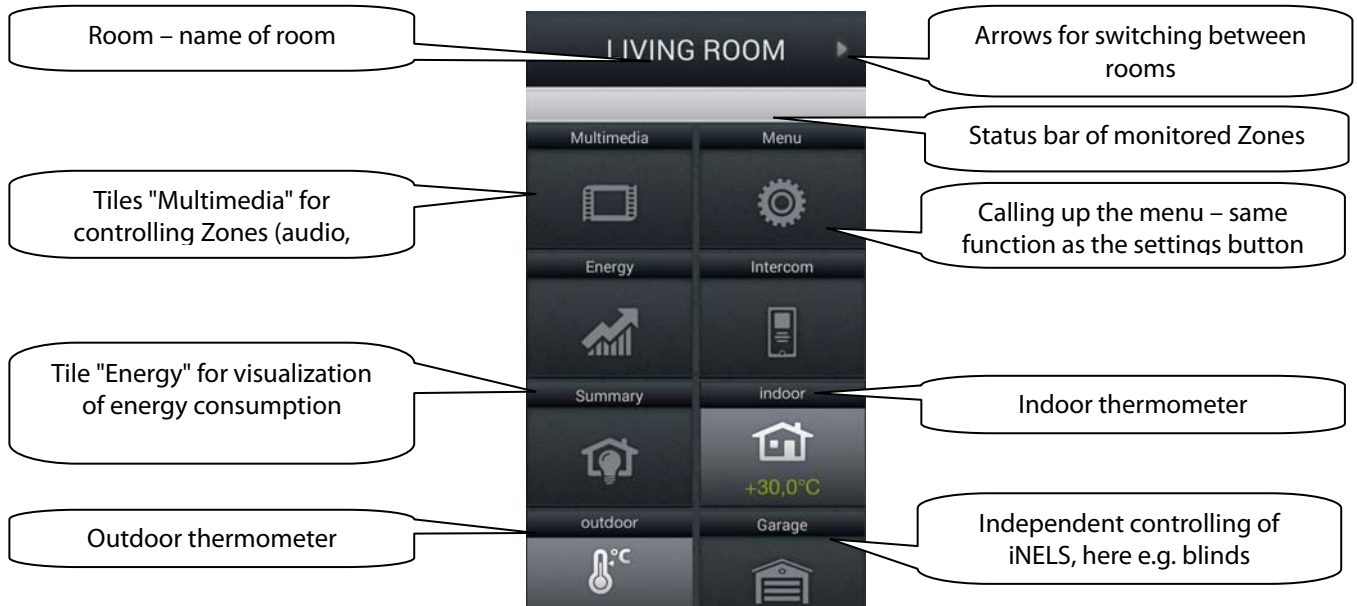 Room – name of room
LIVING ROOM
Arrows for switching between
rooms
Status bar of monitored Zones
Multimedia
Menu
Tiles "Multimedia" for
controlling Zones (audio,
Calling up the menu – same
function as the settings button
Energy
Intercom
Tile "Energy" for visualization
of energy consumption
Summary
indoor
Indoor thermometer
+30,0°C
outdoor
Garage
Outdoor thermometer
°C
Independent controlling of
iNELS, here e.g. blinds